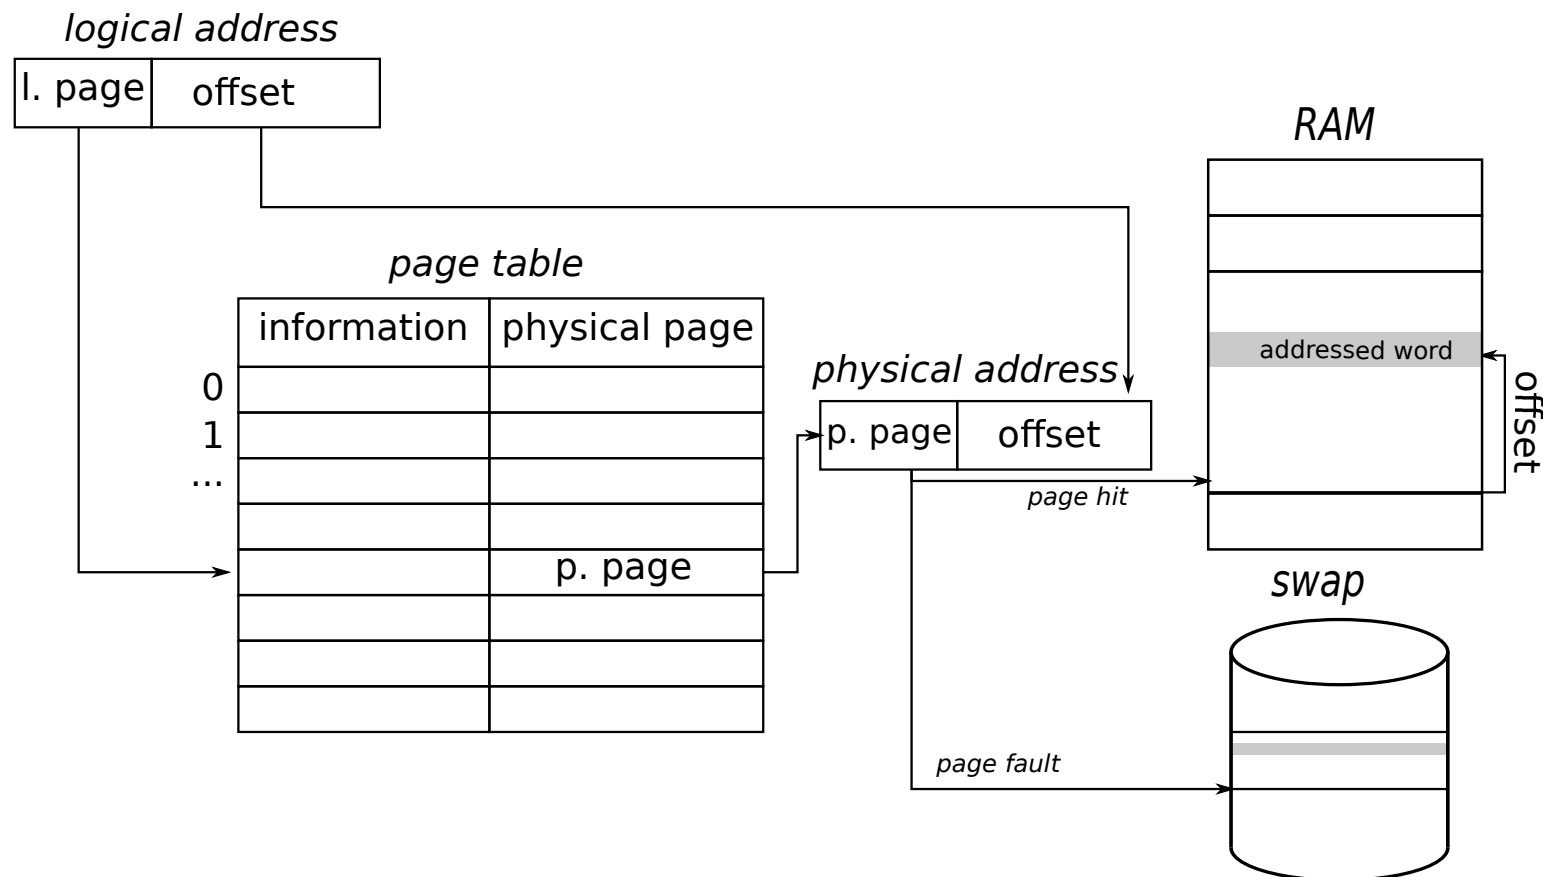 logical address
l. page
offset
RAM
page table
information
physical page
0
1
...
p. page
physical address
p. page
offset
addressed word
offset
page hit
swap
page fault